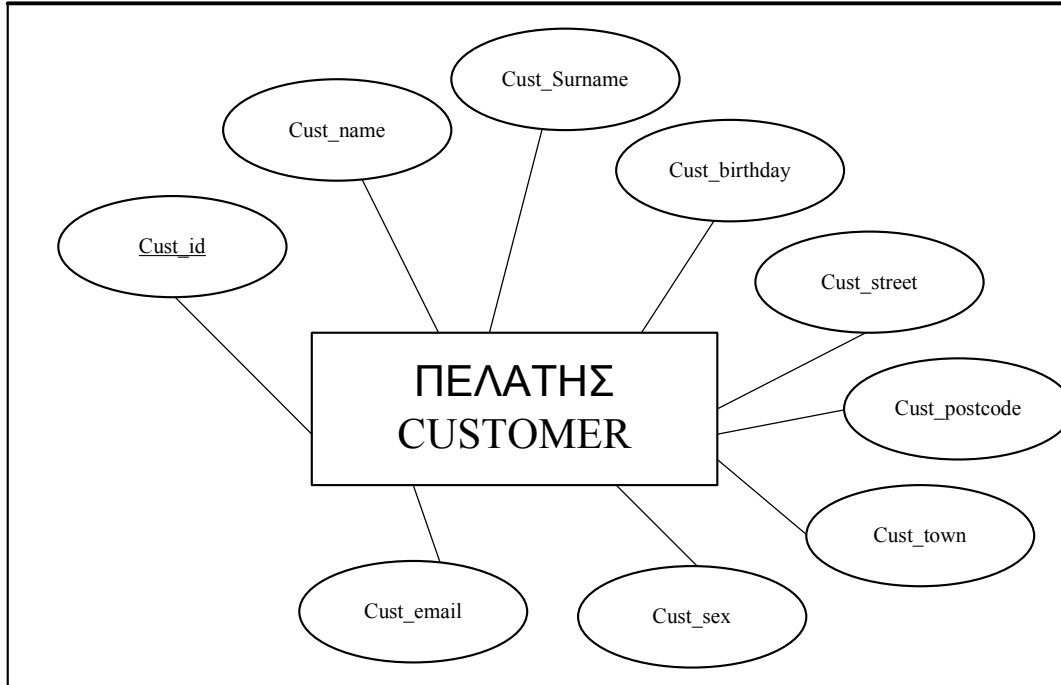 Cust_Surname
Cust_name
Cust_birthday
Cust_id
Cust_street
ΠΕΛΑΤΗΣ
CUSTOMER
Cust_postcode
Cust_town
Cust_email
Cust_sex